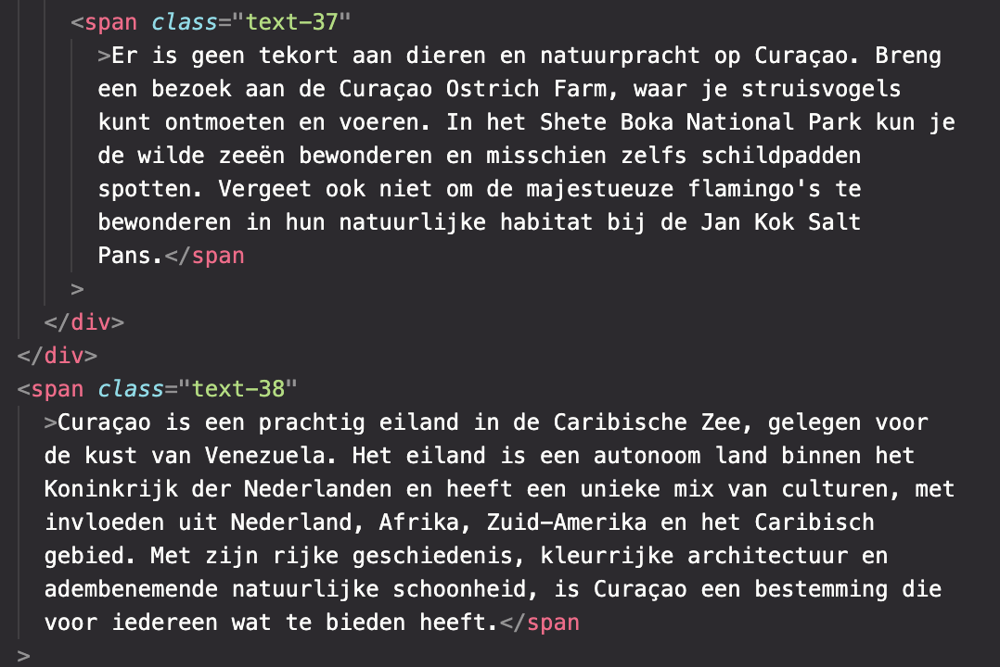 <span class="text-37"
>Er is geen tekort aan dieren en natuurpracht op Curaçao. Breng
een bezoek aan de Curaçao Ostrich Farm, waar je struisvogels
kunt ontmoeten en voeren. In het Shete Boka National Park kun je
de wilde zeeën bewonderen en misschien zelfs schildpadden
spotten. Vergeet ook niet om de majestueuze flamingo's te
bewonderen in hun natuurlijke habitat bij de Jan Kok Salt
Pans.</span
>
</div>
</div>
<span class="text-38"
>Curaçao is een prachtig eiland in de Caribische Zee, gelegen voor
de kust van Venezuela. Het eiland is een autonoom land binnen het
Koninkrijk der Nederlanden en heeft een unieke mix van culturen, met
invloeden uit Nederland, Afrika, Zuid-Amerika en het Caribisch
gebied. Met zijn rijke geschiedenis, kleurrijke architectuur en
adembenemende natuurlijke schoonheid, is Curaçao een bestemming die
voor iedereen wat te bieden heeft.</span
>